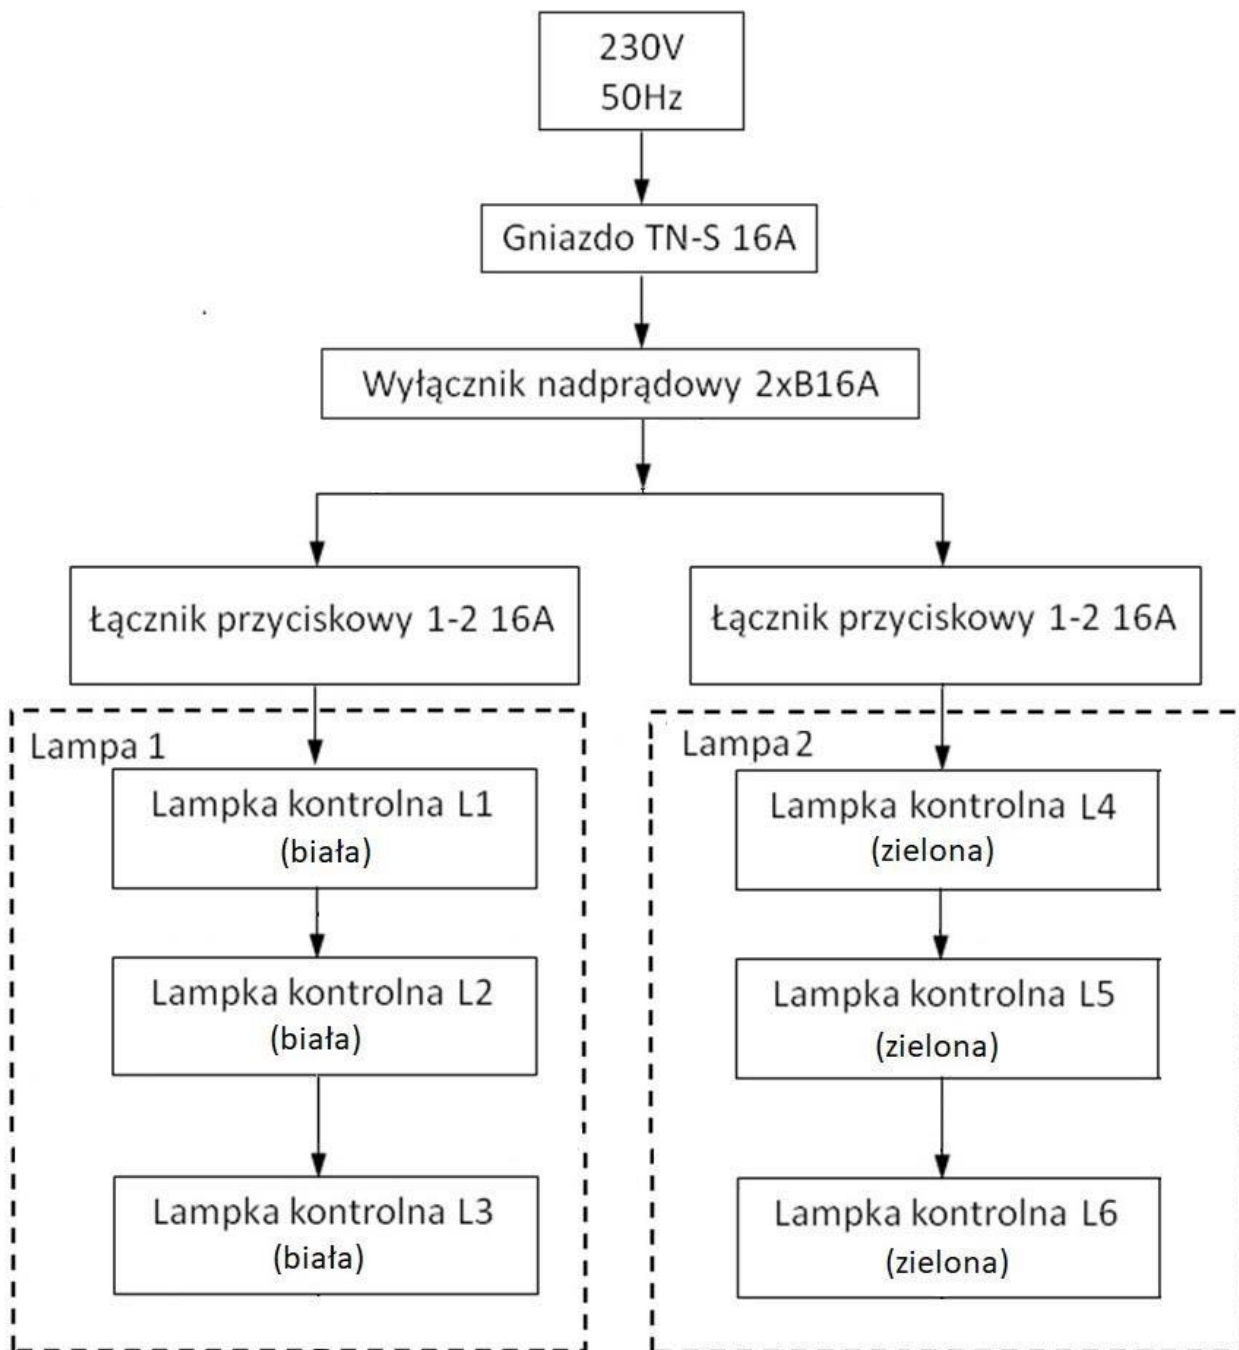 230V
50Hz
Gniazdo TN-S 16A
Wyłącznik nadprądowy 2xB16A
Łącznik przyciskowy 1-2 16A
Łącznik przyciskowy 1-2 16A
Lampa 1
Lampka kontrolna L1
(biała)
Lampka kontrolna L2
(biała)
Lampka kontrolna L3
(biała)
Lampa 2
Lampka kontrolna L4
(zielona)
Lampka kontrolna L5
(zielona)
Lampka kontrolna L6
(zielona)